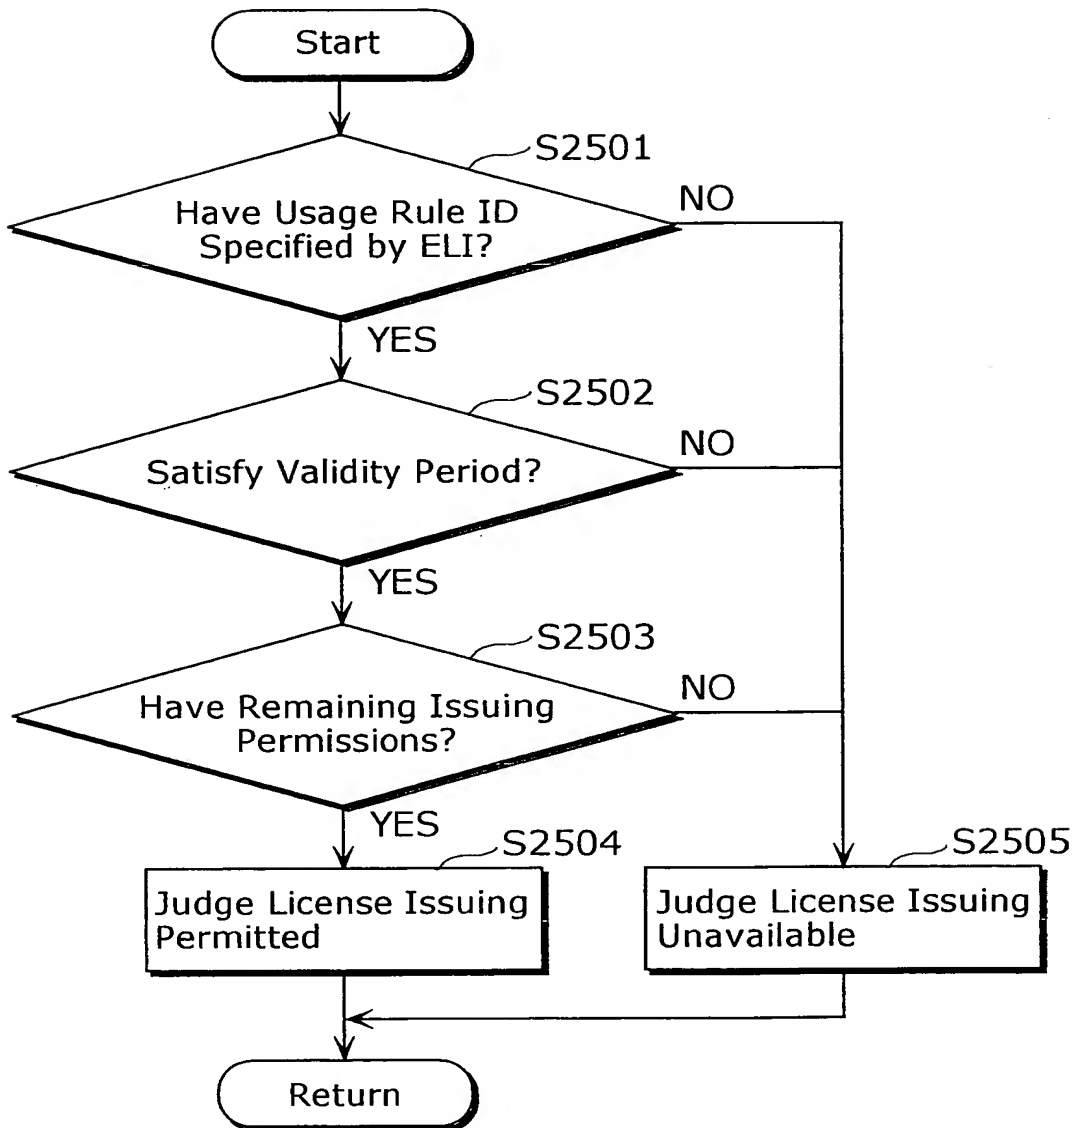 Start
S2501
Have Usage Rule ID
Specified by ELI?
NO
YES
S2502
Satisfy Validity Period?
NO
YES
S2503
Have Remaining Issuing
Permissions?
NO
YES
S2504
Judge License Issuing
Permitted
S2505
Judge License Issuing
Unavailable
Return